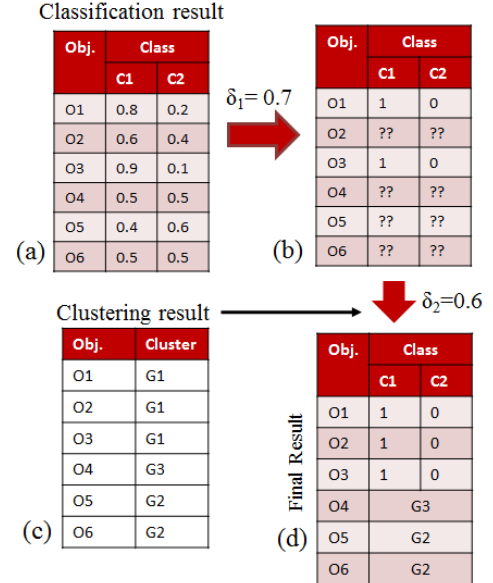 Classification result
Obj. Class
C1 C2
O1 0.8 0.2
O2 0.6 0.4
O3 0.9 0.1
O4 0.5 0.5
O5 0.4 0.6
O6 0.5 0.5
(a)
δ1= 0.7
Obj. Class
C1 C2
O1 1 0
O2 ?? ??
O3 1 0
O4 ?? ??
O5 ?? ??
O6 ?? ??
(b)
δ2=0.6
Clustering result
Obj. Cluster
O1 G1
O2 G1
O3 G1
O4 G3
O5 G2
O6 G2
(c)
Final Result
Obj. Class
C1 C2
O1 1 0
O2 1 0
O3 1 0
O4 G3
O5 G2
O6 G2
(d)